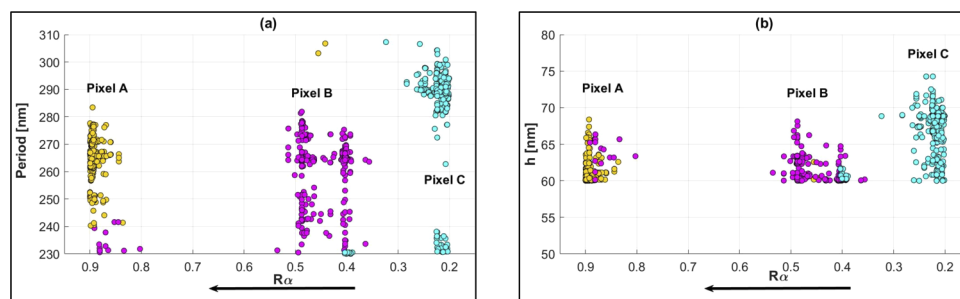 (a)
310
300
290
280
270
260
250
240
230
Period [nm]
Pixel A
Pixel B
Pixel C
0.9 0.8 0.7 0.6 0.5 0.4 0.3 0.2
Rα
(b)
80
75
70
65
60
55
50
h [nm]
Pixel A
Pixel B
Pixel C
0.9 0.8 0.7 0.6 0.5 0.4 0.3 0.2
Rα